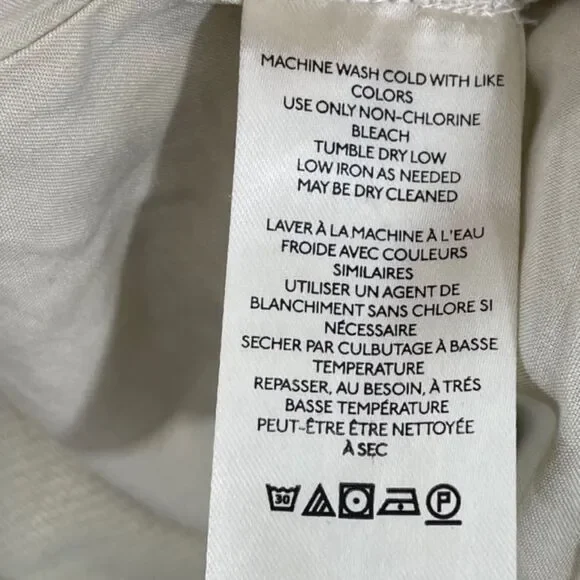 MACHINE WASH COLD WITH LIKE
COLORS
USE ONLY NON-CHLORINE
BLEACH
TUMBLE DRY LOW
LOW IRON AS NEEDED
MAY BE DRY CLEANED
LAVER À LA MACHINE À L'EAU
FROIDE AVEC COULEURS
SIMILAIRES
UTILISER UN AGENT DE
BLANCHIMENT SANS CHLORE SI
NÉCESSAIRE
SECHER PAR CULBUTAGE À BASSE
TEMPERATURE
REPASSER, AU BESOIN, À TRÉS
BASSE TEMPÉRATURE
PEUT-ÊTRE ÊTRE NETTOYÉE
À SEC
30 P